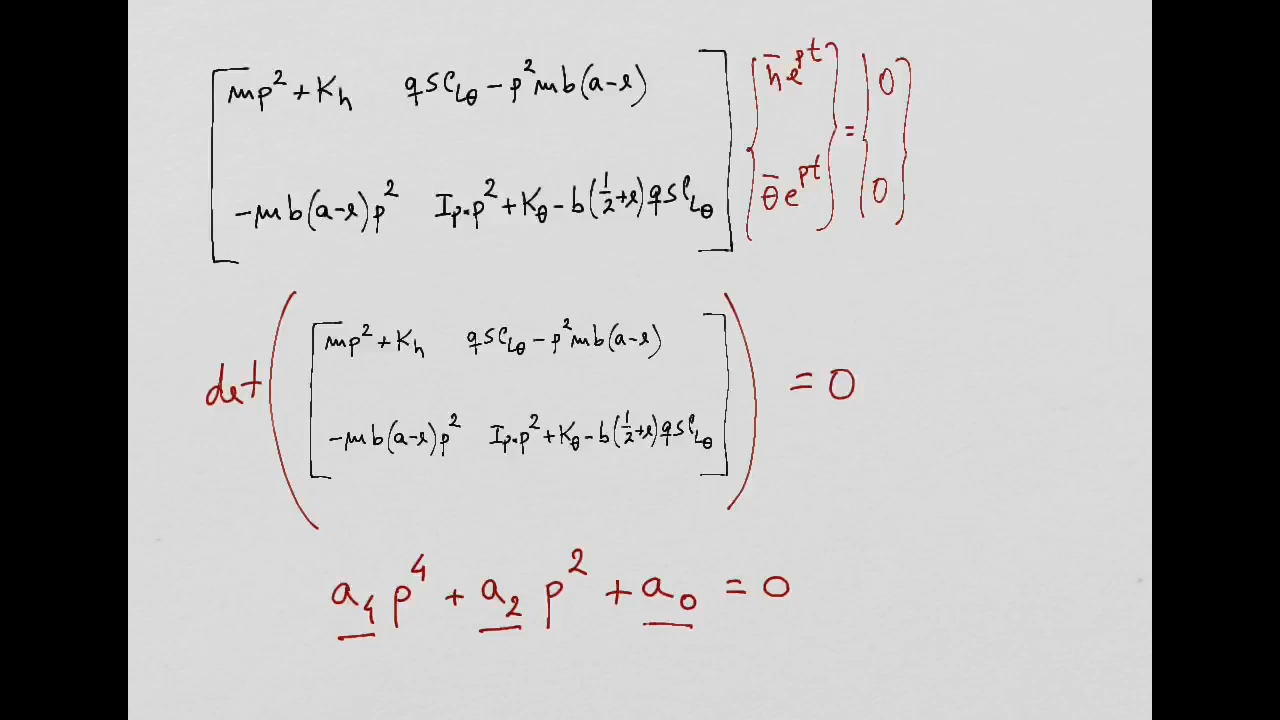 [ mp² + K_h    qSC_Lθ − p²mb(a−e) ] { h̄e^pt } = { 0 }
[ −mb(a−e)p²    I_P·p² + K_θ − b(1/2+e)qSC_Lθ ] { θ̄e^pt } = { 0 }
det ( [ mp² + K_h    qSC_Lθ − p²mb(a−e) ] ) = 0
[ −mb(a−e)p²    I_P·p² + K_θ − b(1/2+e)qSC_Lθ ]
a₄p⁴ + a₂p² + a₀ = 0